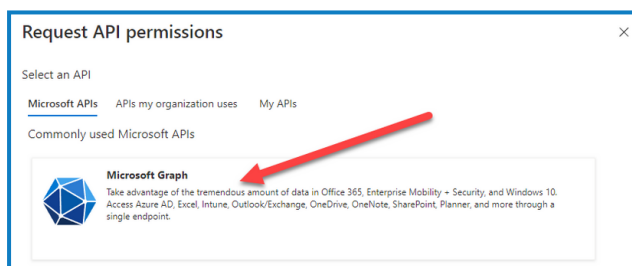 Request API permissions
Select an API
Microsoft APIs APIs my organization uses My APIs
Commonly used Microsoft APIs
Microsoft Graph
Take advantage of the tremendous amount of data in Office 365, Enterprise Mobility + Security, and Windows 10.
Access Azure AD, Excel, Intune, Outlook/Exchange, OneDrive, OneNote, SharePoint, Planner, and more through a
single endpoint.